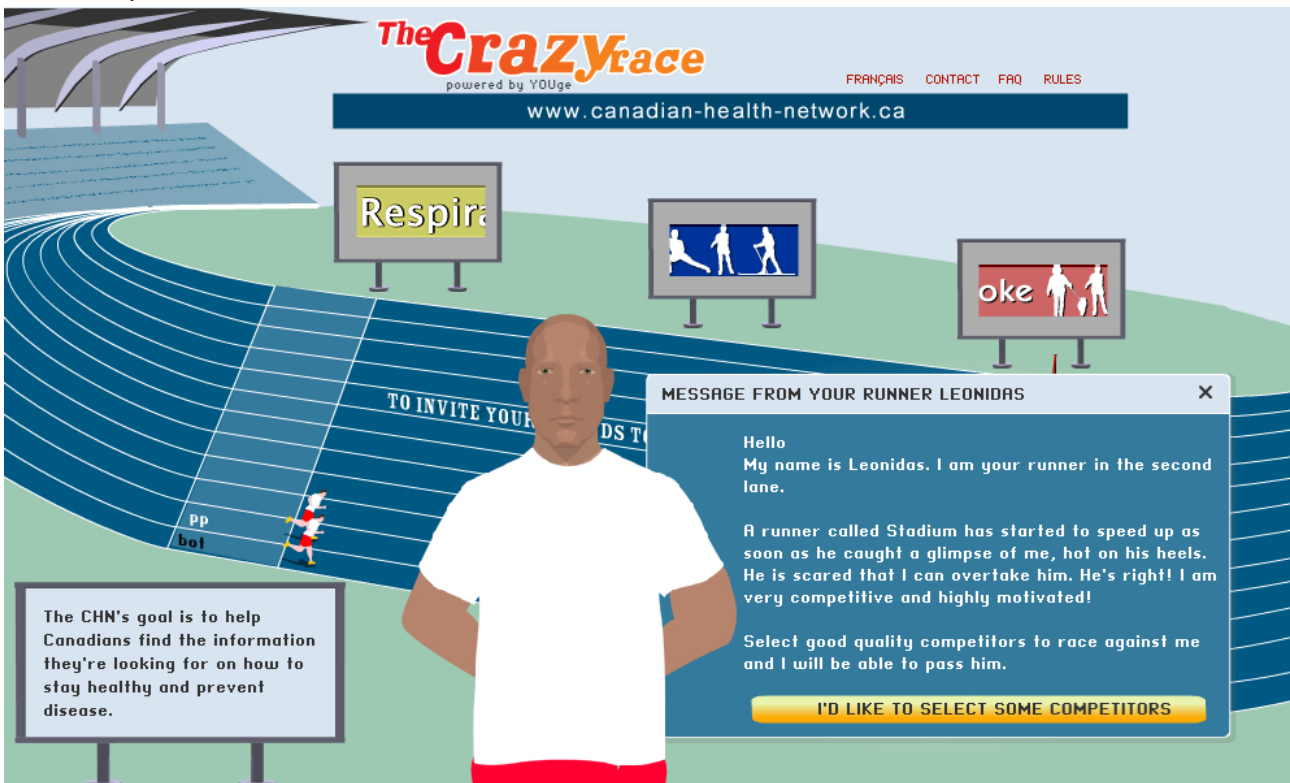 TheCrazyrace
powered by YOUge
FRANÇAIS CONTACT FAQ RULES
www.canadian-health-network.ca
Respira
oke
TO INVITE YOUR
DS TO
MESSAGE FROM YOUR RUNNER LEONIDAS
Hello
My name is Leonidas. I am your runner in the second
lane.
A runner called Stadium has started to speed up as
soon as he caught a glimpse of me, hot on his heels.
He is scared that I can overtake him. He's right! I am
very competitive and highly motivated!
Select good quality competitors to race against me
and I will be able to pass him.
I'D LIKE TO SELECT SOME COMPETITORS
pp
bot
The CHN's goal is to help
Canadians find the information
they're looking for on how to
stay healthy and prevent
disease.